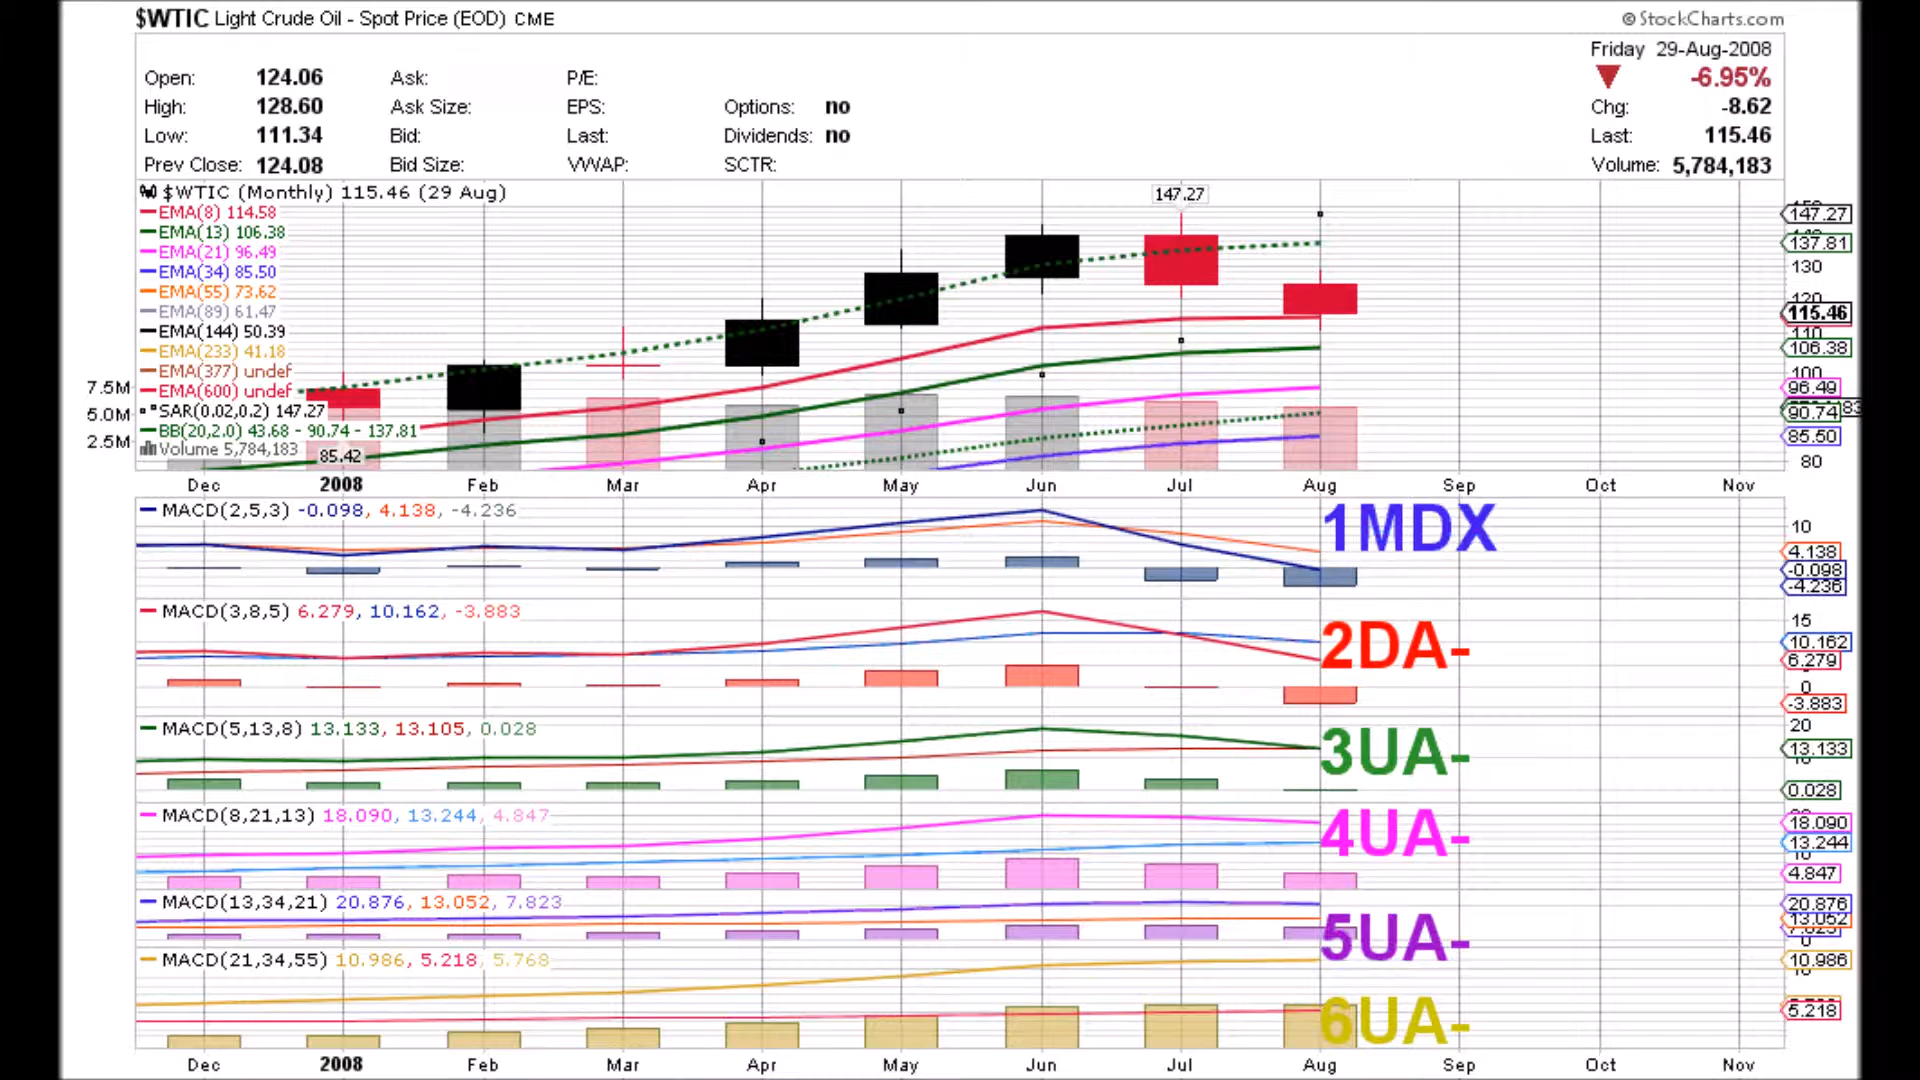 $WTIC Light Crude Oil - Spot Price (EOD) CME
© StockCharts.com
Friday 29-Aug-2008
Open: 124.06 Ask: P/E: -6.95%
High: 128.60 Ask Size: EPS: Options: no Chg: -8.62
Low: 111.34 Bid: Last: Dividends: no Last: 115.46
Prev Close: 124.08 Bid Size: VWAP: SCTR: Volume: 5,784,183
$WTIC (Monthly) 115.46 (29 Aug)
EMA(8) 114.58
EMA(13) 106.38
EMA(21) 96.49
EMA(34) 85.50
EMA(55) 73.62
EMA(89) 61.47
EMA(144) 50.39
EMA(233) 41.18
EMA(377) undef
EMA(600) undef
SAR(0.02,0.2) 147.27
BB(20,2.0) 43.68 - 90.74 - 137.81
Volume 5,784,183
7.5M
5.0M
2.5M
85.42
147.27
147.27
137.81
130
120
115.46
110
106.38
100
96.49
90.74
85.50
80
Dec 2008 Feb Mar Apr May Jun Jul Aug Sep Oct Nov
MACD(2,5,3) -0.098, 4.138, -4.236
1MDX
10
4.138
-0.098
-4.236
MACD(3,8,5) 6.279, 10.162, -3.883
2DA-
15
10.162
6.279
0
-3.883
MACD(5,13,8) 13.133, 13.105, 0.028
3UA-
20
13.133
10
0.028
MACD(8,21,13) 18.090, 13.244, 4.847
4UA-
18.090
13.244
10
4.847
MACD(13,34,21) 20.876, 13.052, 7.823
5UA-
20.876
13.052
7.823
0
MACD(21,34,55) 10.986, 5.218, 5.768
6UA-
10.986
10
5.218
Dec 2008 Feb Mar Apr May Jun Jul Aug Sep Oct Nov